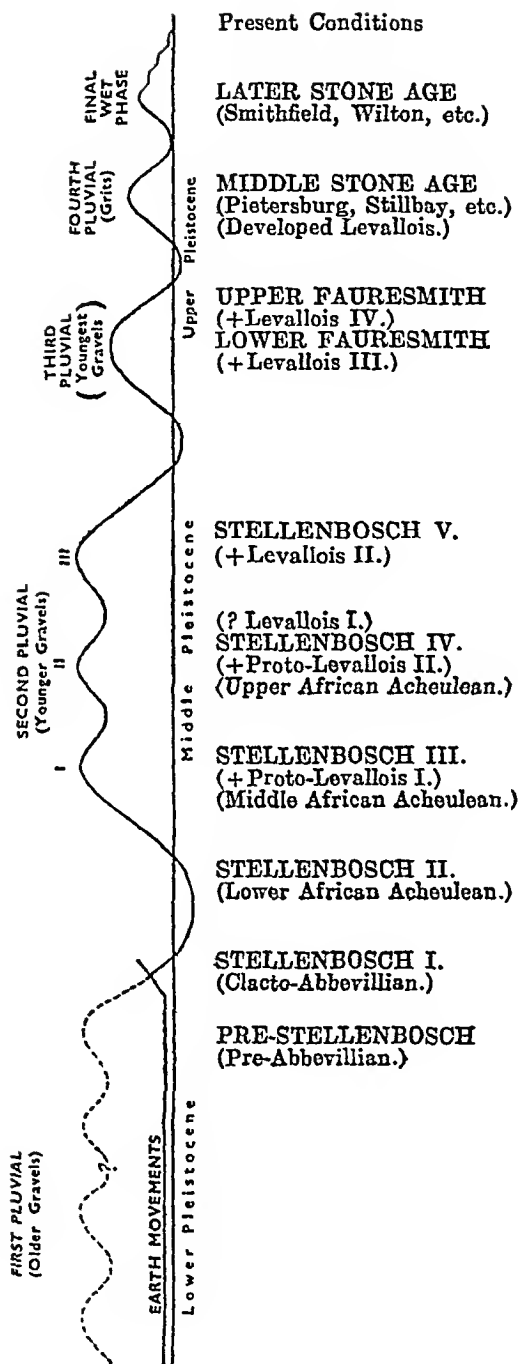 Present Conditions
FINAL
WET
PHASE
LATER STONE AGE
(Smithfield, Wilton, etc.)
FOURTH
PLUVIAL
(Grits)
MIDDLE STONE AGE
(Pietersburg, Stillbay, etc.)
(Developed Levallois.)
Upper Pleistocene
THIRD
PLUVIAL
(Youngest
Gravels)
UPPER FAURESMITH
(+Levallois IV.)
LOWER FAURESMITH
(+Levallois III.)
SECOND PLUVIAL
(Younger Gravels)
III
II
I
Middle Pleistocene
STELLENBOSCH V.
(+Levallois II.)
(? Levallois I.)
STELLENBOSCH IV.
(+Proto-Levallois II.)
(Upper African Acheulean.)
STELLENBOSCH III.
(+Proto-Levallois I.)
(Middle African Acheulean.)
STELLENBOSCH II.
(Lower African Acheulean.)
STELLENBOSCH I.
(Clacto-Abbevillian.)
PRE-STELLENBOSCH
(Pre-Abbevillian.)
FIRST PLUVIAL
(Older Gravels)
?
EARTH MOVEMENTS
Lower Pleistocene